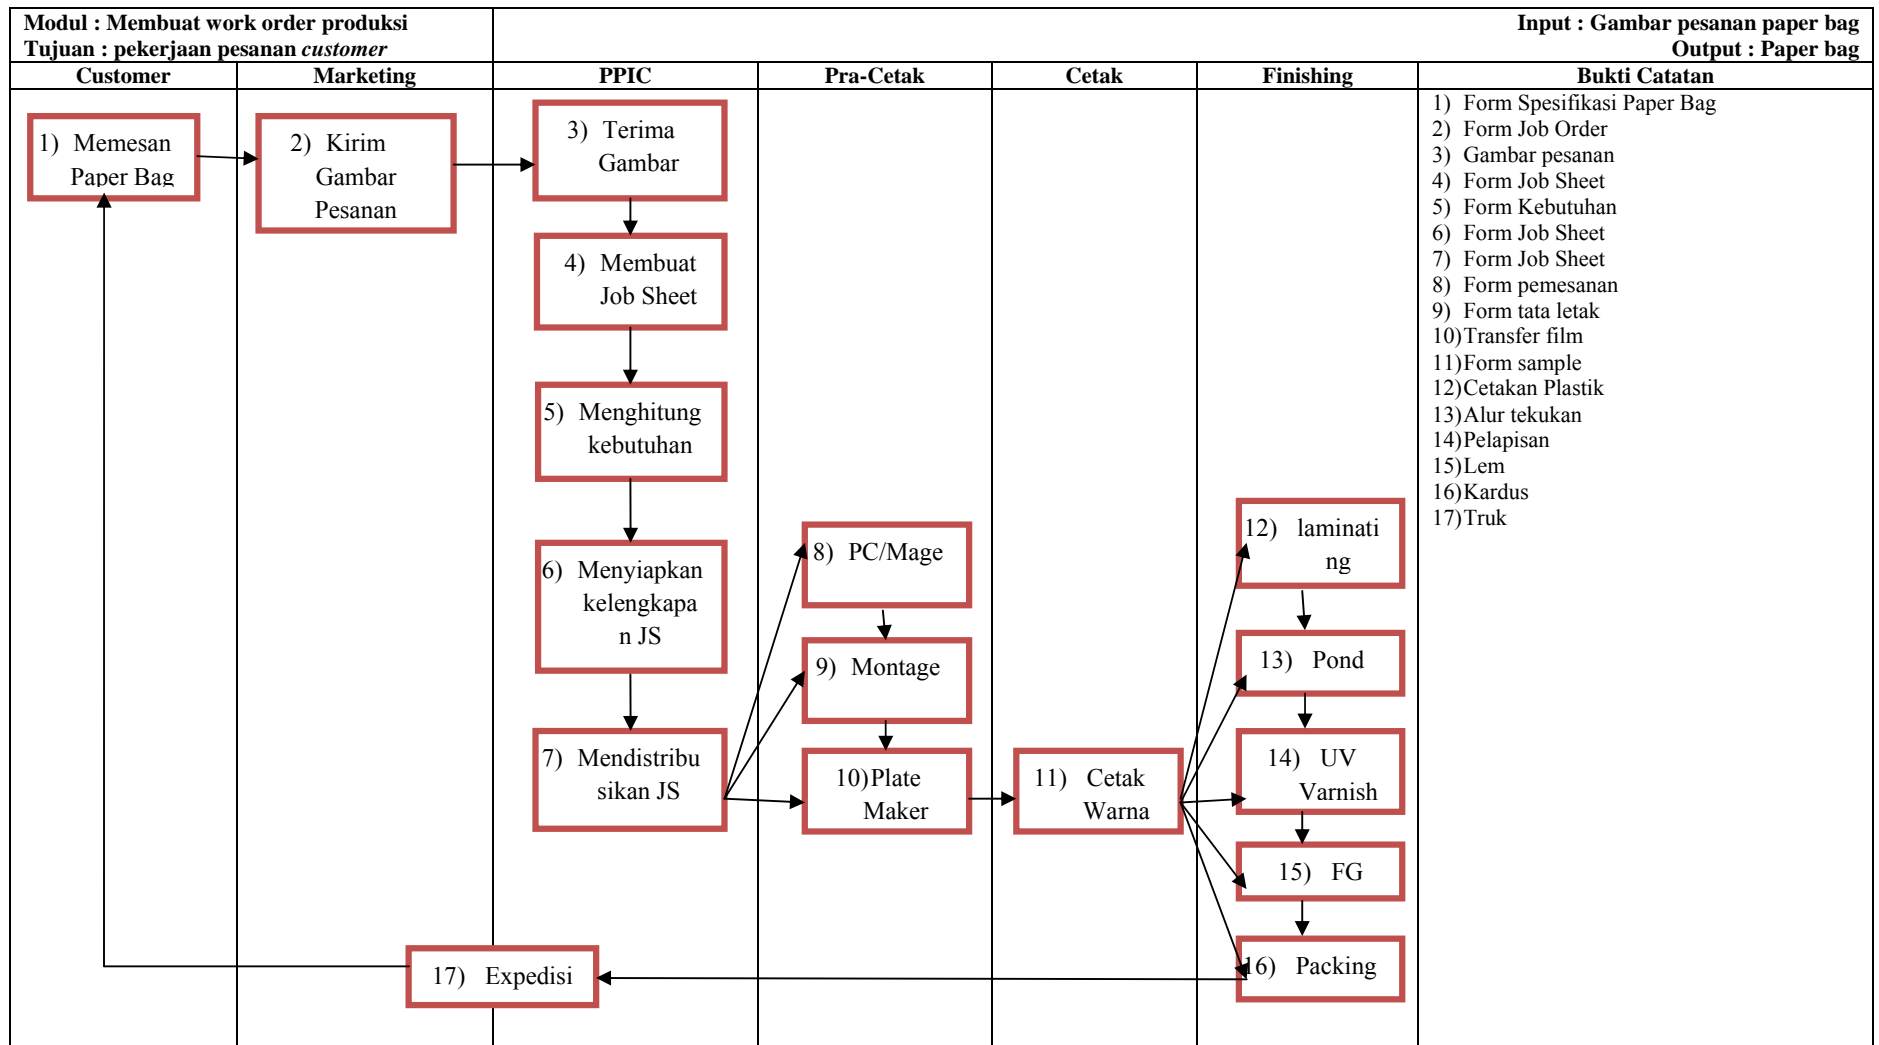 Modul : Membuat work order produksi
Tujuan : pekerjaan pesanan customer
Input : Gambar pesanan paper bag
Output : Paper bag
Customer
Marketing
PPIC
Pra-Cetak
Cetak
Finishing
Bukti Catatan
1) Memesan
Paper Bag
2) Kirim
Gambar
Pesanan
3) Terima
Gambar
4) Membuat
Job Sheet
5) Menghitung
kebutuhan
6) Menyiapkan
kelengkapa
n JS
7) Mendistribu
sikan JS
8) PC/Mage
9) Montage
10)Plate
Maker
11) Cetak
Warna
12) laminati
ng
13) Pond
14) UV
Varnish
15) FG
16) Packing
17) Expedisi
1) Form Spesifikasi Paper Bag
2) Form Job Order
3) Gambar pesanan
4) Form Job Sheet
5) Form Kebutuhan
6) Form Job Sheet
7) Form Job Sheet
8) Form pemesanan
9) Form tata letak
10)Transfer film
11)Form sample
12)Cetakan Plastik
13)Alur tekukan
14)Pelapisan
15)Lem
16)Kardus
17)Truk